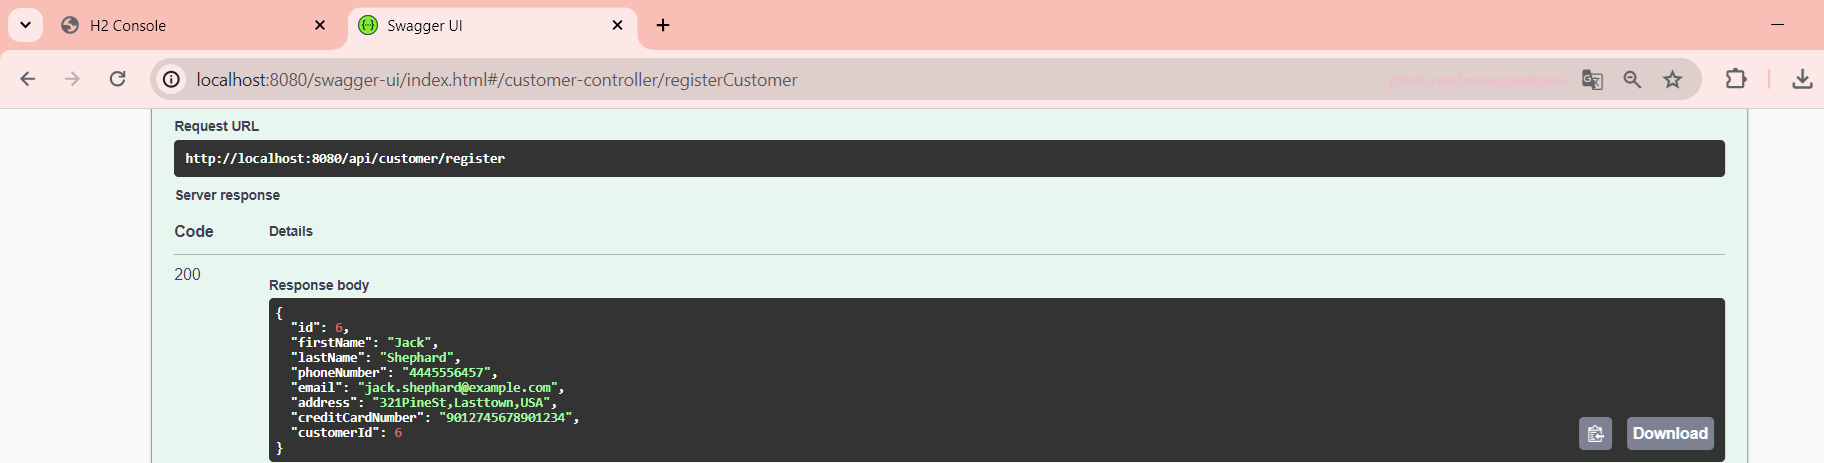 H2 Console
Swagger UI
localhost:8080/swagger-ui/index.html#/customer-controller/registerCustomer
Request URL
http://localhost:8080/api/customer/register
Server response
Code Details
200
Response body
{
"id": 6,
"firstName": "Jack",
"lastName": "Shephard",
"phoneNumber": "4445556457",
"email": "jack.shephard@example.com",
"address": "321PineSt,Lasttown,USA",
"creditCardNumber": "9012745678901234",
"customerId": 6
}
Download